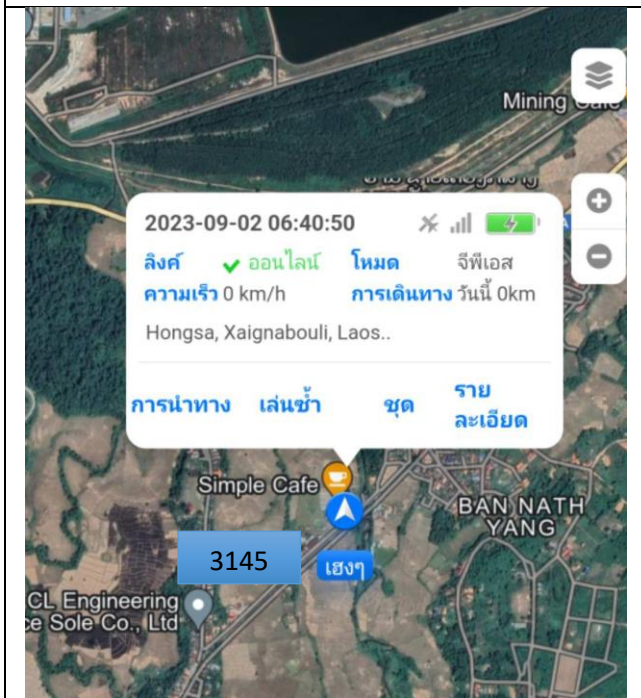 Mining Cafe
2023-09-02 06:40:50
ลิงค์ ออนไลน์ โหมด จีพีเอส
ความเร็ว 0 km/h การเดินทาง วันนี้ 0km
Hongsa, Xaignabouli, Laos..
การนำทาง เล่นซ้ำ ชุด ราย
ละเอียด
Simple Cafe
BAN NATH
YANG
3145
เฮงๆ
CL Engineering
ce Sole Co., Ltd